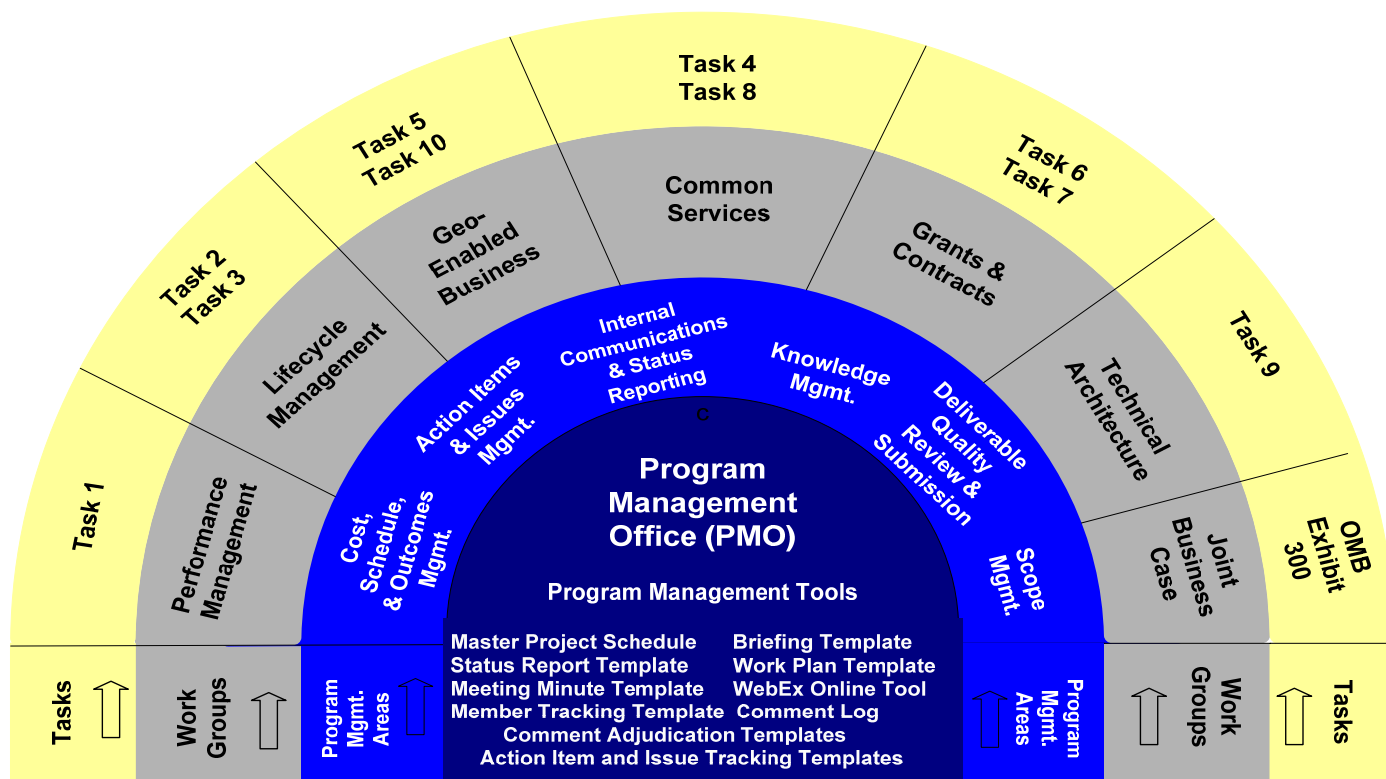 Task 1
Task 2
Task 3
Task 5
Task 10
Task 4
Task 8
Task 6
Task 7
Task 9
OMB
Exhibit
300
Performance
Management
Lifecycle
Management
Geo-
Enabled
Business
Common
Services
Grants &
Contracts
Technical
Architecture
Joint
Business
Case
Cost,
Schedule,
& Outcomes
Mgmt.
Action Items
& Issues
Mgmt.
Internal
Communications
& Status
Reporting
Knowledge
Mgmt.
Deliverable
Quality
Review &
Submission
Scope
Mgmt.
C
Program
Management
Office (PMO)
Program Management Tools
Master Project Schedule Briefing Template
Status Report Template Work Plan Template
Meeting Minute Template WebEx Online Tool
Member Tracking Template Comment Log
Comment Adjudication Templates
Action Item and Issue Tracking Templates
Tasks
Work
Groups
Program
Mgmt.
Areas
Program
Mgmt.
Areas
Work
Groups
Tasks